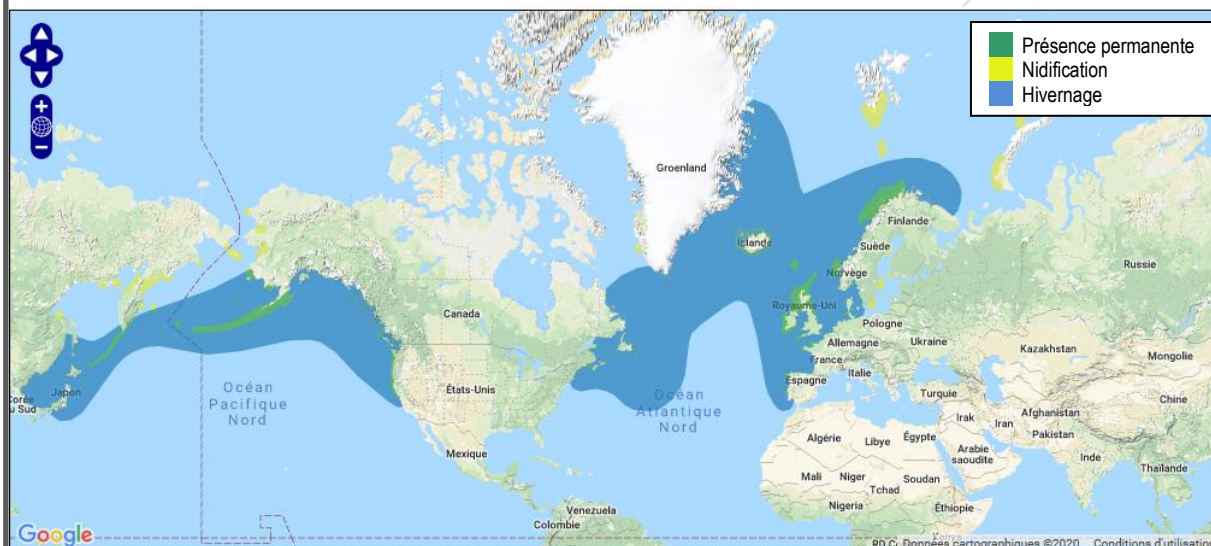 Présence permanente
Nidification
Hivernage
Groenland
Islande
Finlande
Suède
Norvège
Russie
Royaume-Uni
Canada
Pologne
Allemagne
Ukraine
France
Kazakhstan
Mongolie
Italie
Espagne
États-Unis
Océan
Pacifique
Nord
Océan
Atlantique
Nord
Japon
Corée
u Sud
Turquie
Chine
Irak
Iran
Afghanistan
Pakistan
Algérie
Libye
Égypte
Arabie
saoudite
Inde
Mexique
Mali
Niger
Soudan
Tchad
Thaïlande
Nigeria
Éthiopie
Venezuela
Colombie
Kenya
Google
Données cartographiques ©2020
Conditions d'utilisation